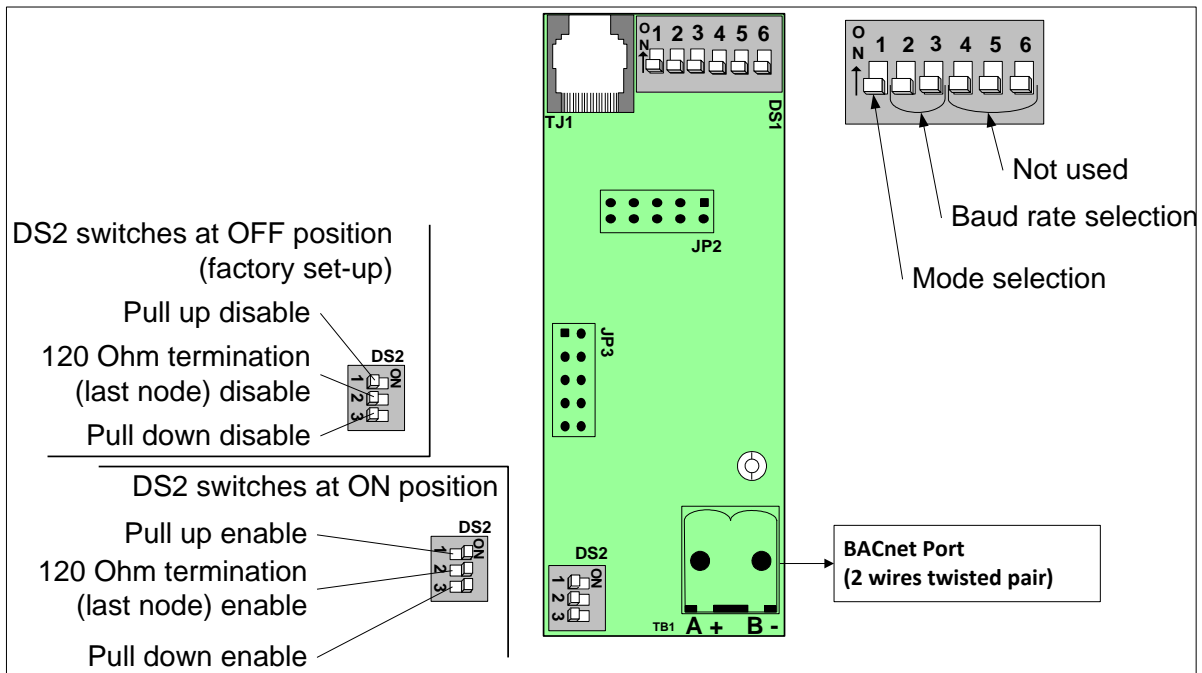 O
N
1 2 3 4 5 6
TJ1
DS1
O
N
1 2 3 4 5 6
Not used
Baud rate selection
Mode selection
JP2
DS2 switches at OFF position
(factory set-up)
Pull up disable
120 Ohm termination
(last node) disable
Pull down disable
DS2
ON
1
2
3
JP3
DS2 switches at ON position
Pull up enable
120 Ohm termination
(last node) enable
Pull down enable
DS2
ON
1
2
3
DS2
ON
1
2
3
TB1 A + B -
BACnet Port
(2 wires twisted pair)